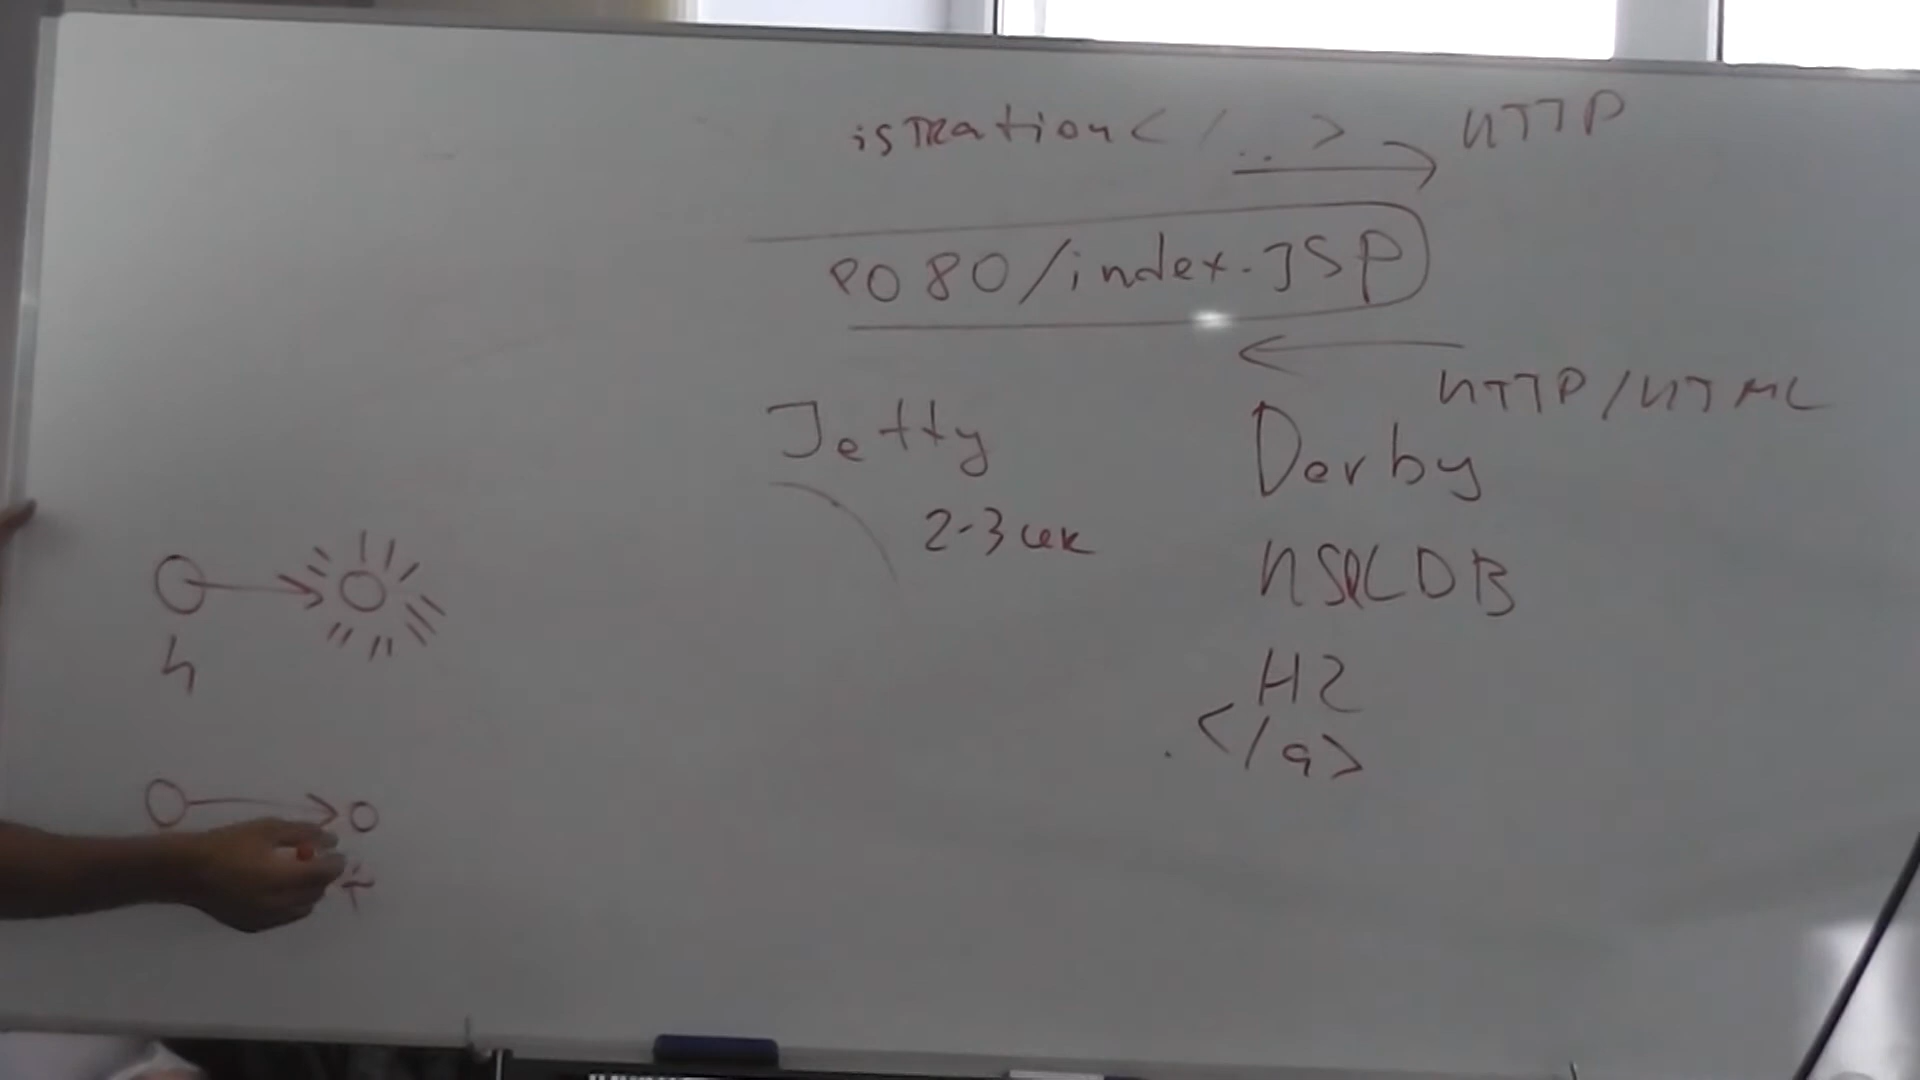 istration</...>
HTTP
8080/index.JSP
HTTP/HTML
Jetty
Derby
2-3 сек
HSQLDB
H2
</a>
ч
т